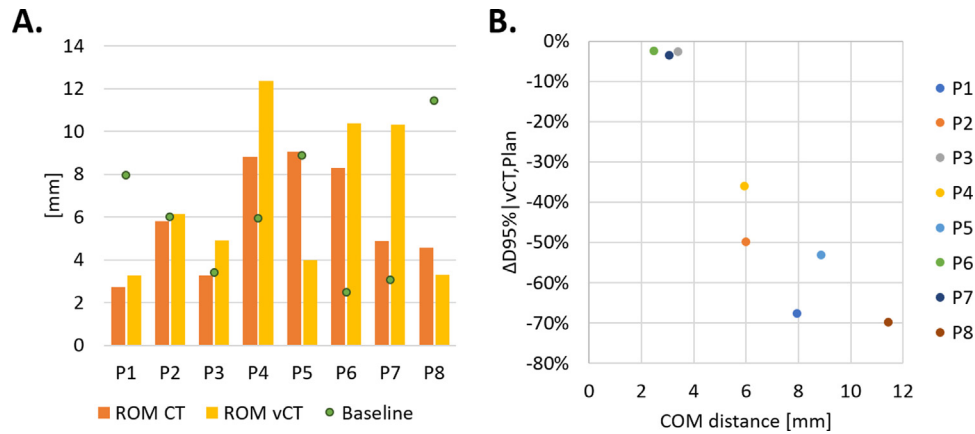 A.
14
12
10
8
6
4
2
0
[mm]
P1 P2 P3 P4 P5 P6 P7 P8
ROM CT ROM vCT Baseline
B.
0%
-10%
-20%
-30%
-40%
-50%
-60%
-70%
-80%
ΔD95%|vCT,Plan
0 2 4 6 8 10 12
COM distance [mm]
P1
P2
P3
P4
P5
P6
P7
P8